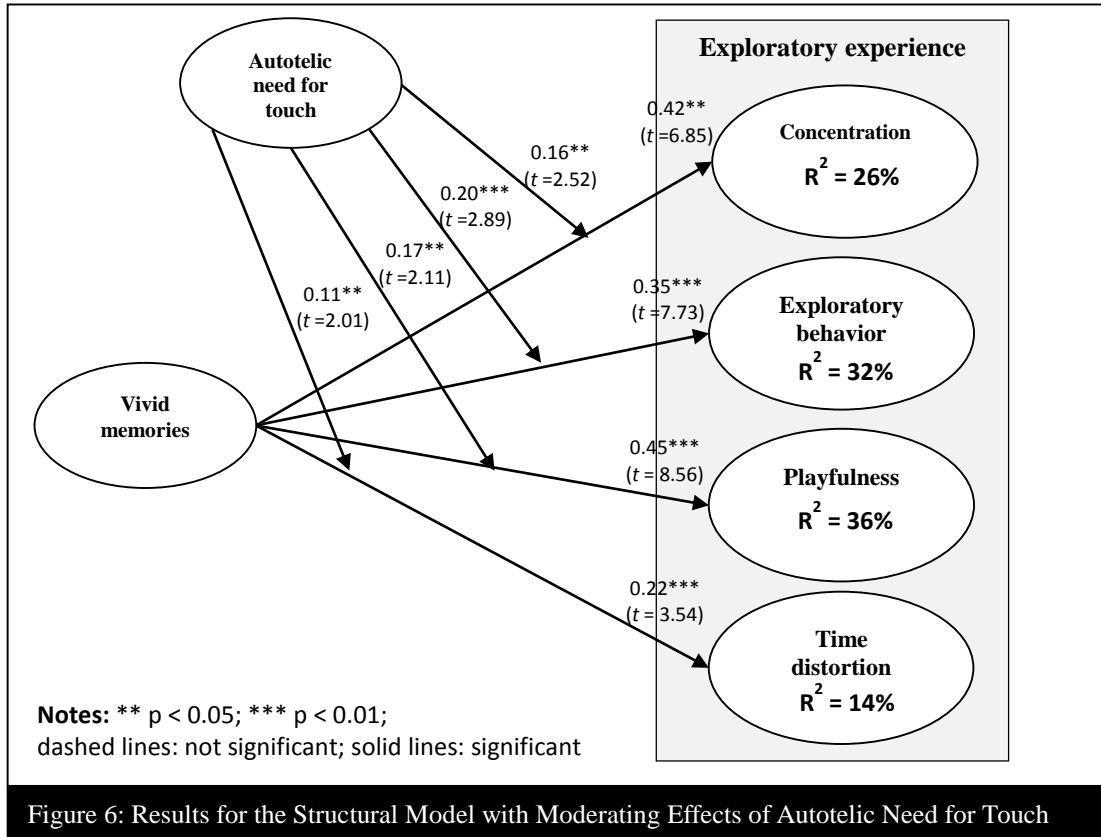 Autotelic
need for
touch
Exploratory experience
0.42**
(t =6.85)
Concentration
R² = 26%
0.16**
(t =2.52)
0.20***
(t =2.89)
0.17**
(t =2.11)
0.11**
(t =2.01)
0.35***
(t =7.73)
Exploratory
behavior
R² = 32%
Vivid
memories
0.45***
(t = 8.56)
Playfulness
R² = 36%
0.22***
(t = 3.54)
Time
distortion
R² = 14%
Notes: ** p < 0.05; *** p < 0.01;
dashed lines: not significant; solid lines: significant
Figure 6: Results for the Structural Model with Moderating Effects of Autotelic Need for Touch